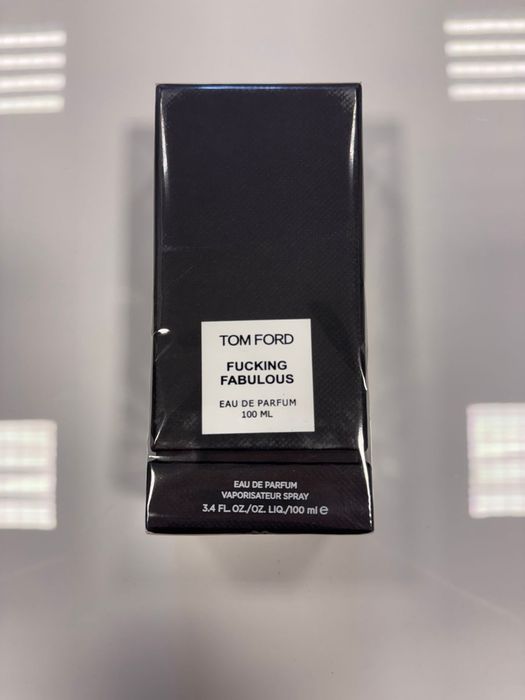 TOM FORD
FUCKING
FABULOUS
EAU DE PARFUM
100 ML
EAU DE PARFUM
VAPORISATEUR SPRAY
3.4 FL. OZ./OZ. LIQ./100 ml ℮